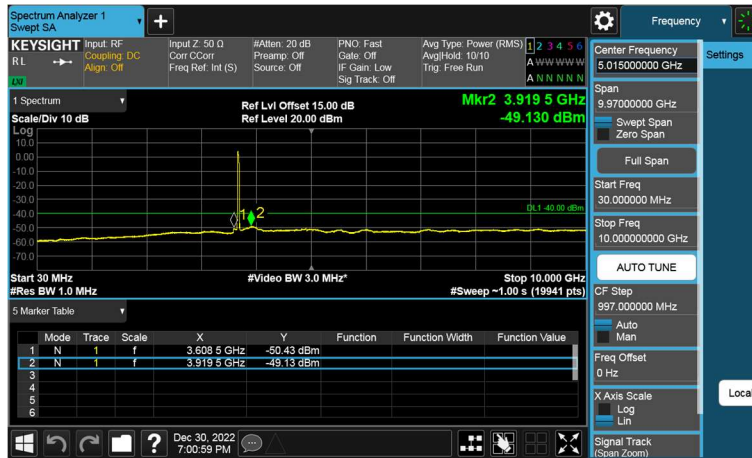 Spectrum Analyzer 1
Swept SA
Frequency
KEYSIGHT
R L
LXI
Input: RF
Coupling: DC
Align: Off
Input Z: 50 Ω
Corr CCorr
Freq Ref: Int (S)
#Atten: 20 dB
Preamp: Off
Source: Off
PNO: Fast
Gate: Off
IF Gain: Low
Sig Track: Off
Avg Type: Power (RMS)
Avg|Hold: 10/10
Trig: Free Run
1 2 3 4 5 6
A W W W W W
A N N N N N
1 Spectrum
Scale/Div 10 dB
Ref Lvl Offset 15.00 dB
Ref Level 20.00 dBm
Mkr2 3.919 5 GHz
-49.130 dBm
Log
10.0
0.00
-10.0
-20.0
-30.0
-40.0
-50.0
-60.0
-70.0
1
2
DL1 -40.00 dBm
Start 30 MHz
#Video BW 3.0 MHz*
Stop 10.000 GHz
#Res BW 1.0 MHz
#Sweep ~1.00 s (19941 pts)
5 Marker Table
Mode Trace Scale X Y Function Function Width Function Value
1 N 1 f 3.608 5 GHz -50.43 dBm
2 N 1 f 3.919 5 GHz -49.13 dBm
3
4
5
6
Dec 30, 2022
7:00:59 PM
Center Frequency
5.015000000 GHz
Settings
Span
9.97000000 GHz
Swept Span
Zero Span
Full Span
Start Freq
30.000000 MHz
Stop Freq
10.000000000 GHz
AUTO TUNE
CF Step
997.000000 MHz
Auto
Man
Freq Offset
0 Hz
X Axis Scale
Log
Lin
Local
Signal Track
(Span Zoom)